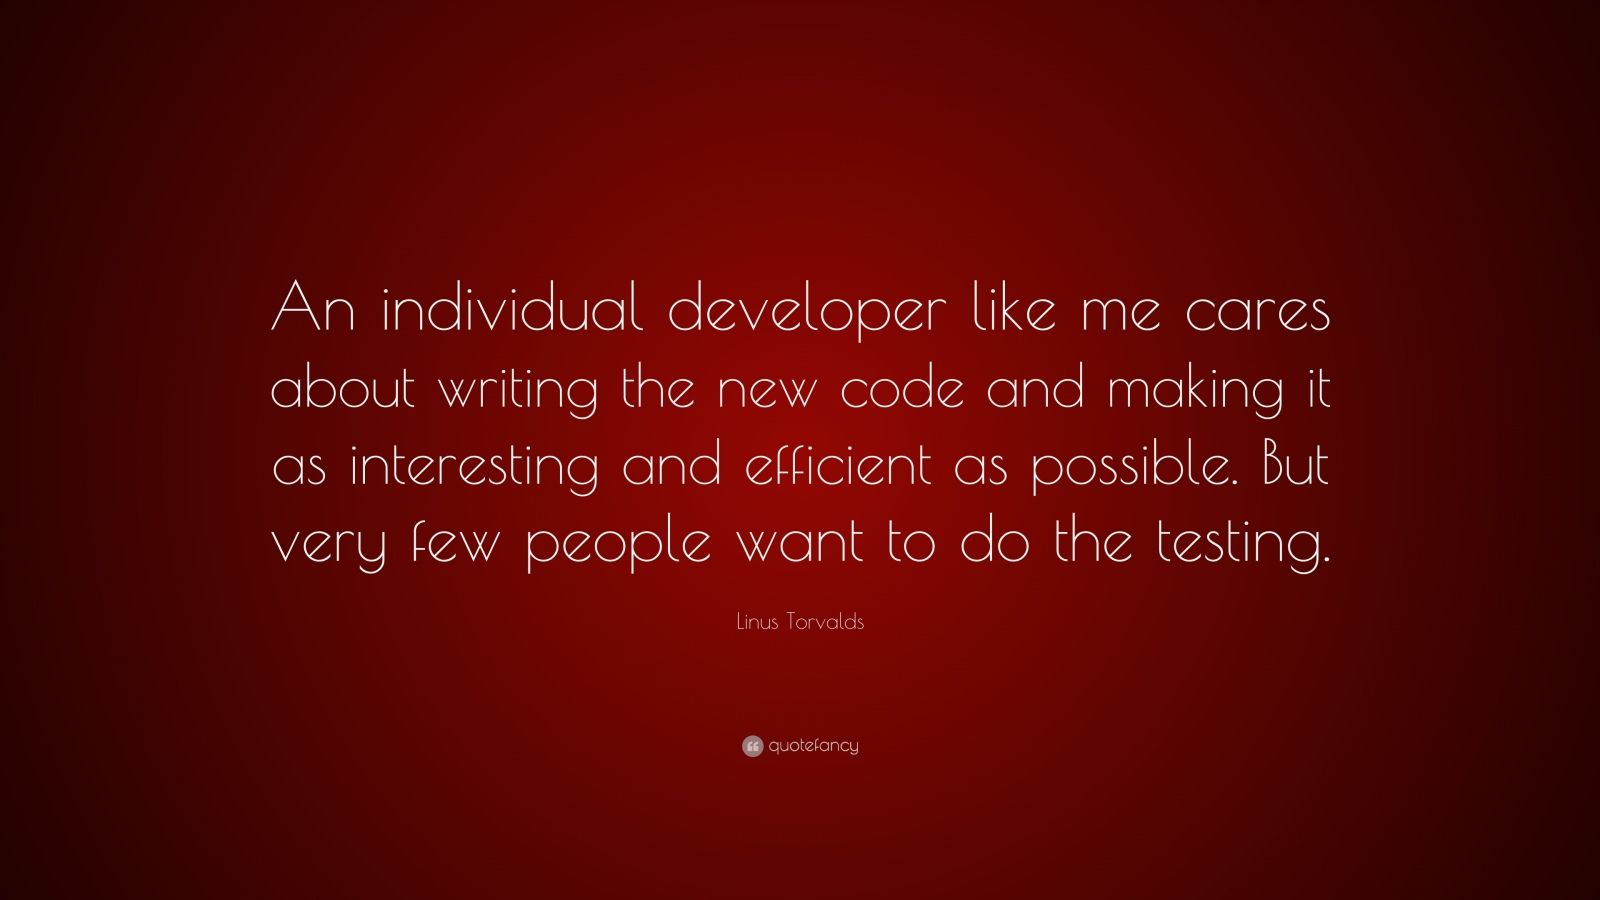 An individual developer like me cares
about writing the new code and making it
as interesting and efficient as possible. But
very few people want to do the testing.
Linus Torvalds
quotefancy